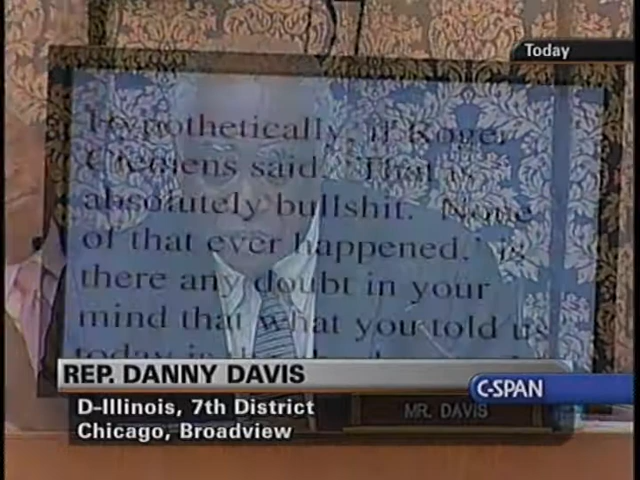 Today
Hypothetically, if Roger
Clemens said, 'That is
absolutely bullshit. None
of that ever happened,' is
there any doubt in your
mind that what you told us
today is
REP. DANNY DAVIS
C-SPAN
D-Illinois, 7th District
MR. DAVIS
Chicago, Broadview